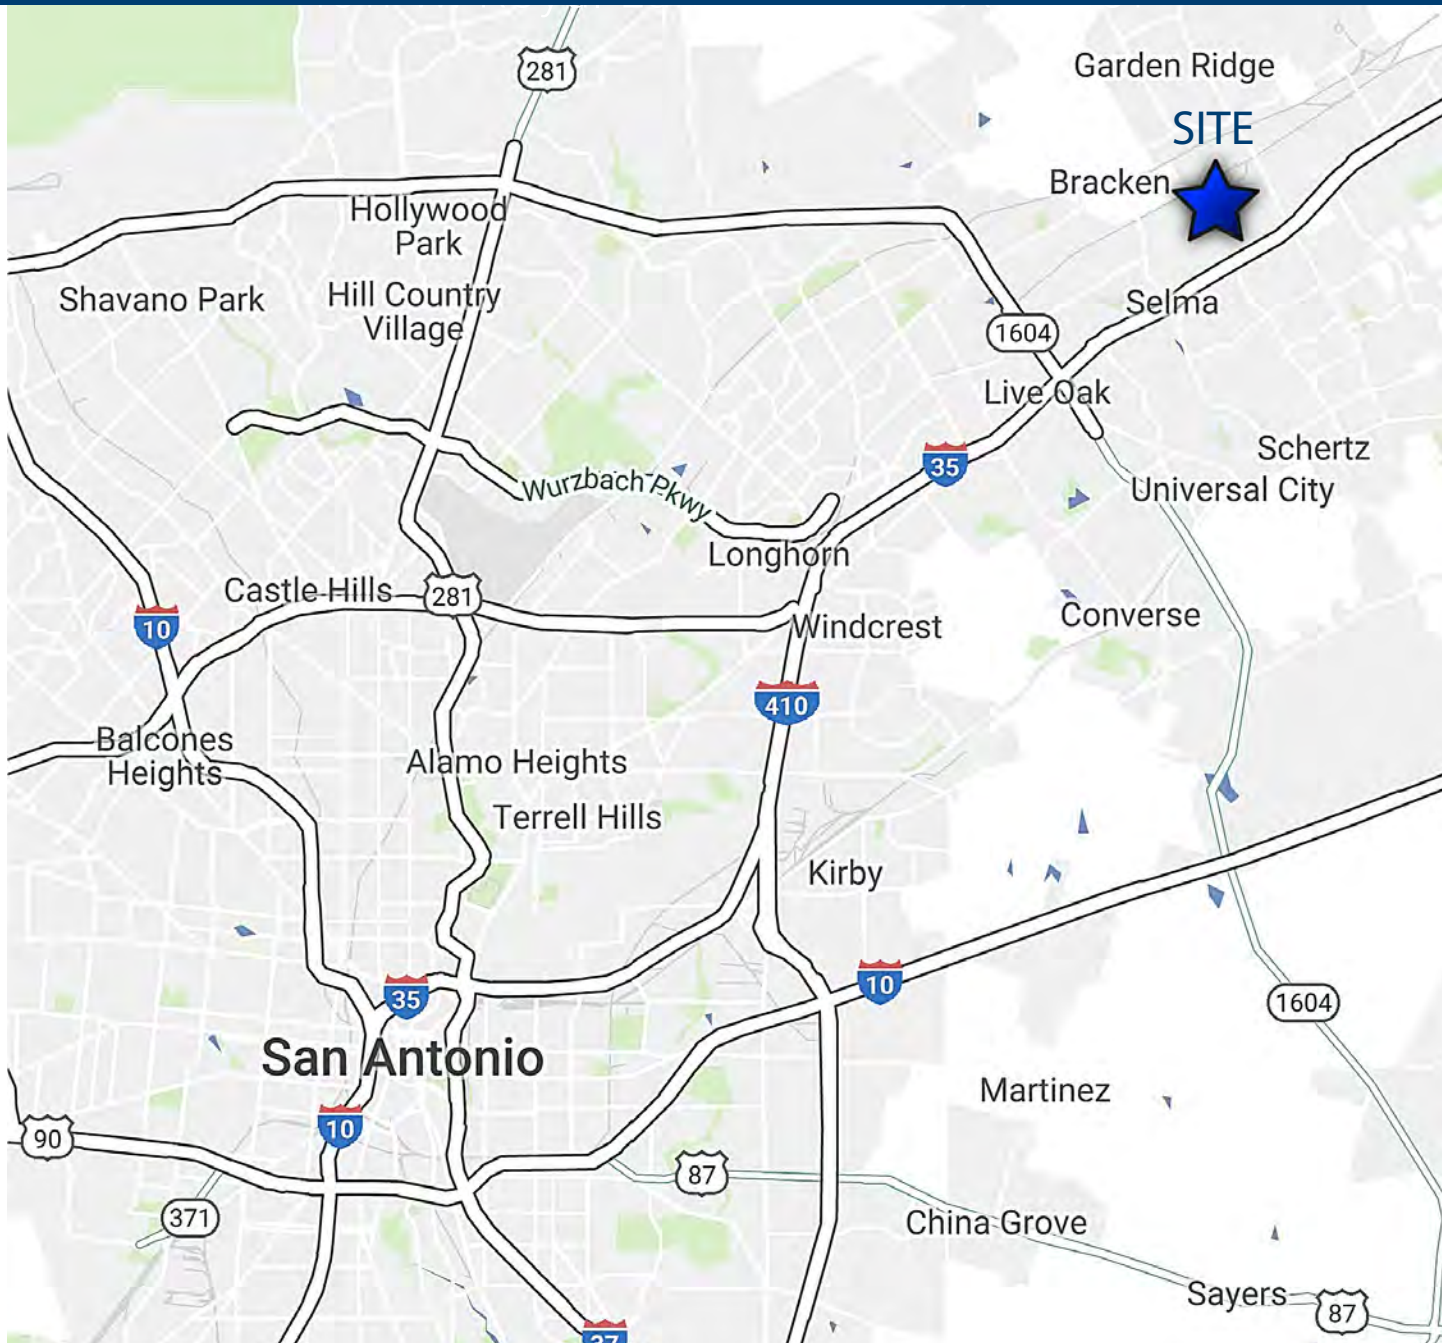 281
Garden Ridge
SITE
Bracken
Hollywood
Park
Shavano Park
Hill Country
Village
Selma
1604
Live Oak
35
Schertz
Universal City
Wurzbach Pkwy
Longhorn
Castle Hills
281
10
Windcrest
Converse
410
Balcones
Heights
Alamo Heights
Terrell Hills
Kirby
10
35
1604
San Antonio
Martinez
10
90
87
371
China Grove
Sayers
87
37